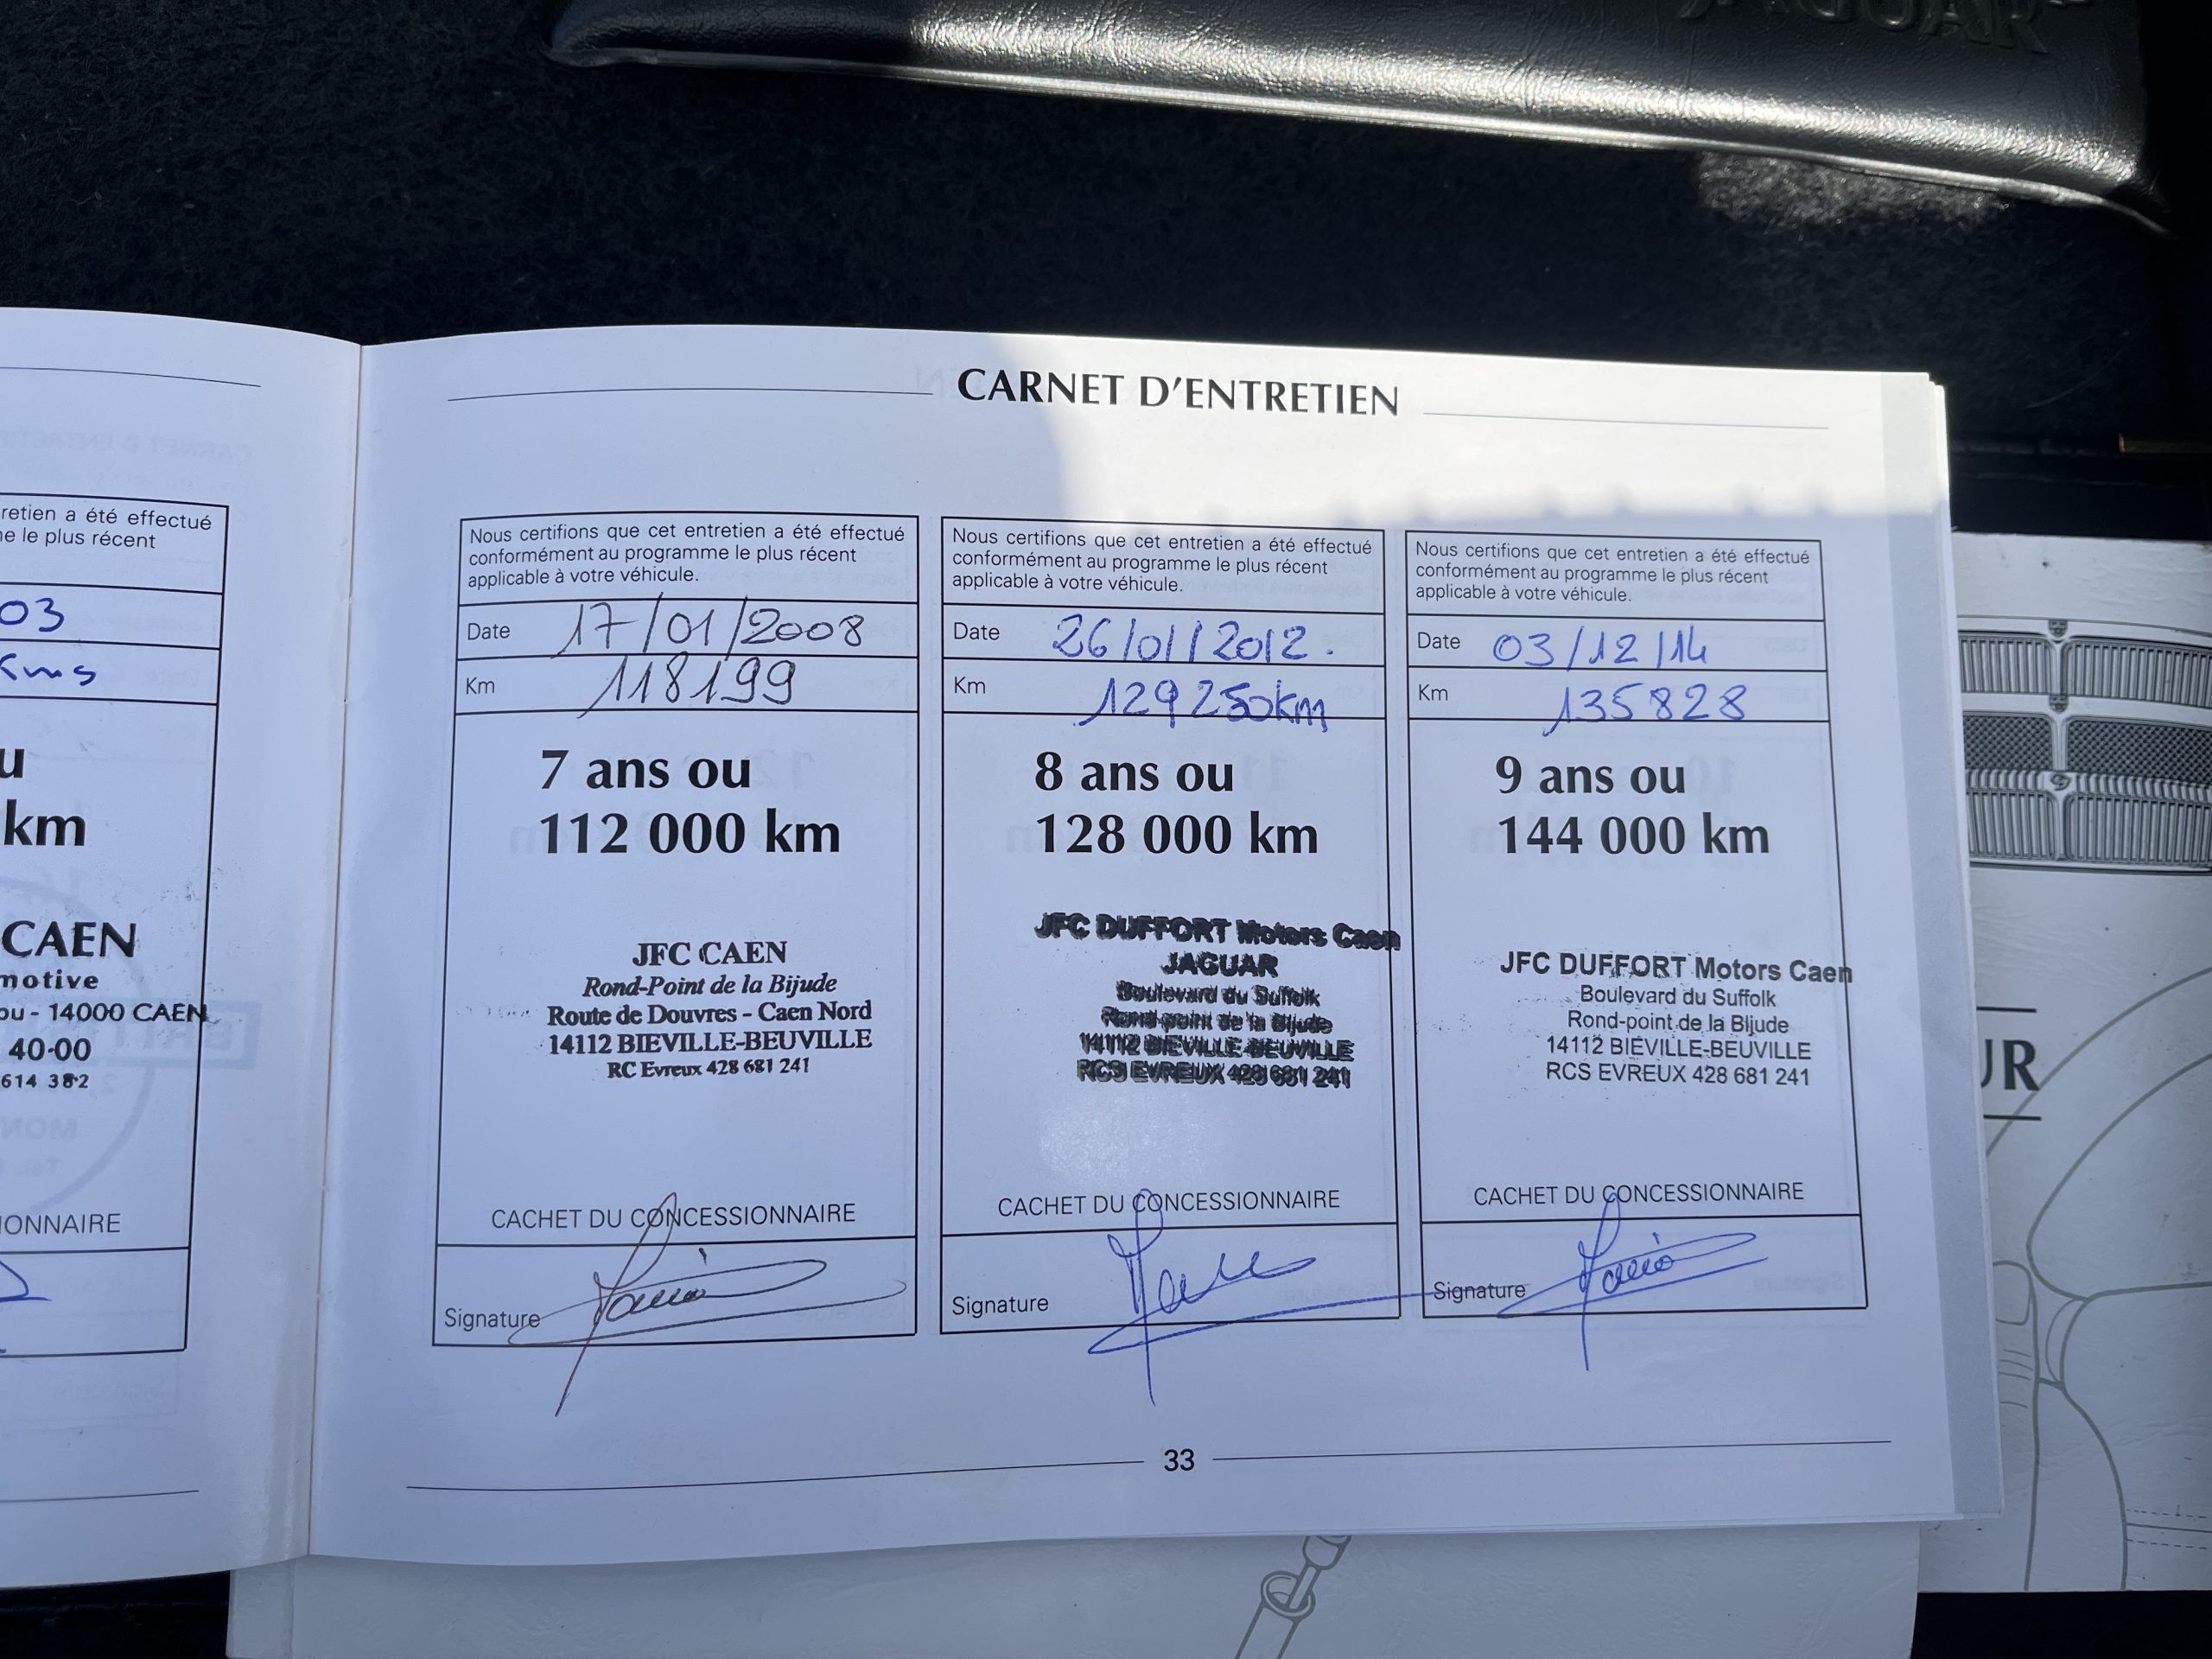 JAGUAR
CARNET D'ENTRETIEN
retien a été effectué
e le plus récent
03
Kms
u
km
CAEN
motive
ou - 14000 CAEN
40-00
614 382
IONNAIRE
Nous certifions que cet entretien a été effectué
conformément au programme le plus récent
applicable à votre véhicule.
Date 17/01/2008
Km 118199
7 ans ou
112 000 km
JFC CAEN
Rond-Point de la Bijude
Route de Douvres - Caen Nord
14112 BIEVILLE-BEUVILLE
RC Evreux 428 681 241
CACHET DU CONCESSIONNAIRE
Signature
Nous certifions que cet entretien a été effectué
conformément au programme le plus récent
applicable à votre véhicule.
Date 26/01/2012.
Km 129250km
8 ans ou
128 000 km
JFC DUFFORT Motors Caen
JAGUAR
Boulevard du Suffolk
Rond-point de la Bijude
14112 BIEVILLE-BEUVILLE
RCS EVREUX 428 681 241
CACHET DU CONCESSIONNAIRE
Signature
Nous certifions que cet entretien a été effectué
conformément au programme le plus récent
applicable à votre véhicule.
Date 03/12/14
Km 135828
9 ans ou
144 000 km
JFC DUFFORT Motors Caen
Boulevard du Suffolk
Rond-point de la Bijude
14112 BIEVILLE-BEUVILLE
RCS EVREUX 428 681 241
CACHET DU CONCESSIONNAIRE
Signature
33
UR